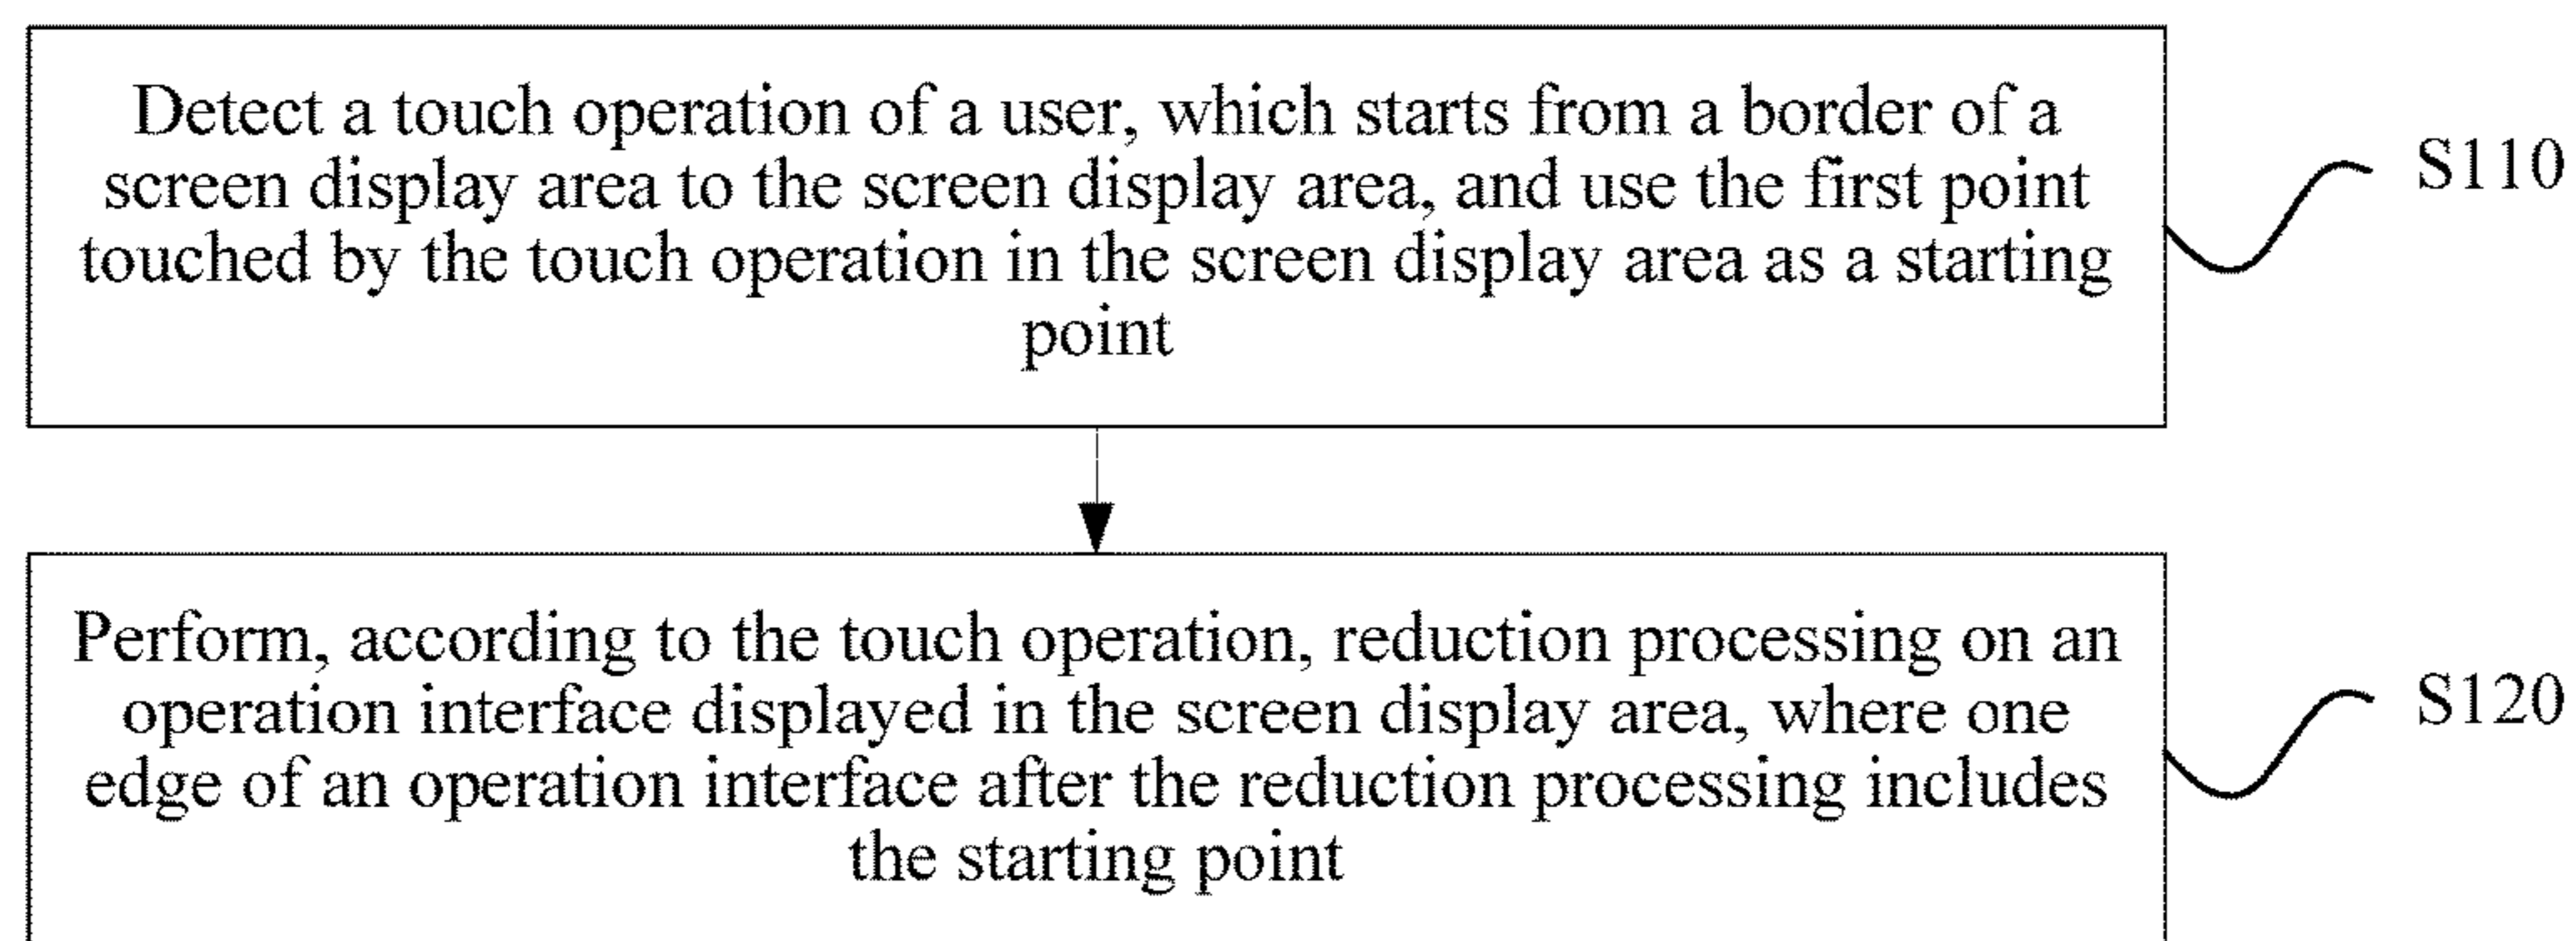 Detect a touch operation of a user, which starts from a border of a
screen display area to the screen display area, and use the first point
touched by the touch operation in the screen display area as a starting
point
S110
Perform, according to the touch operation, reduction processing on an
operation interface displayed in the screen display area, where one
edge of an operation interface after the reduction processing includes
the starting point
S120